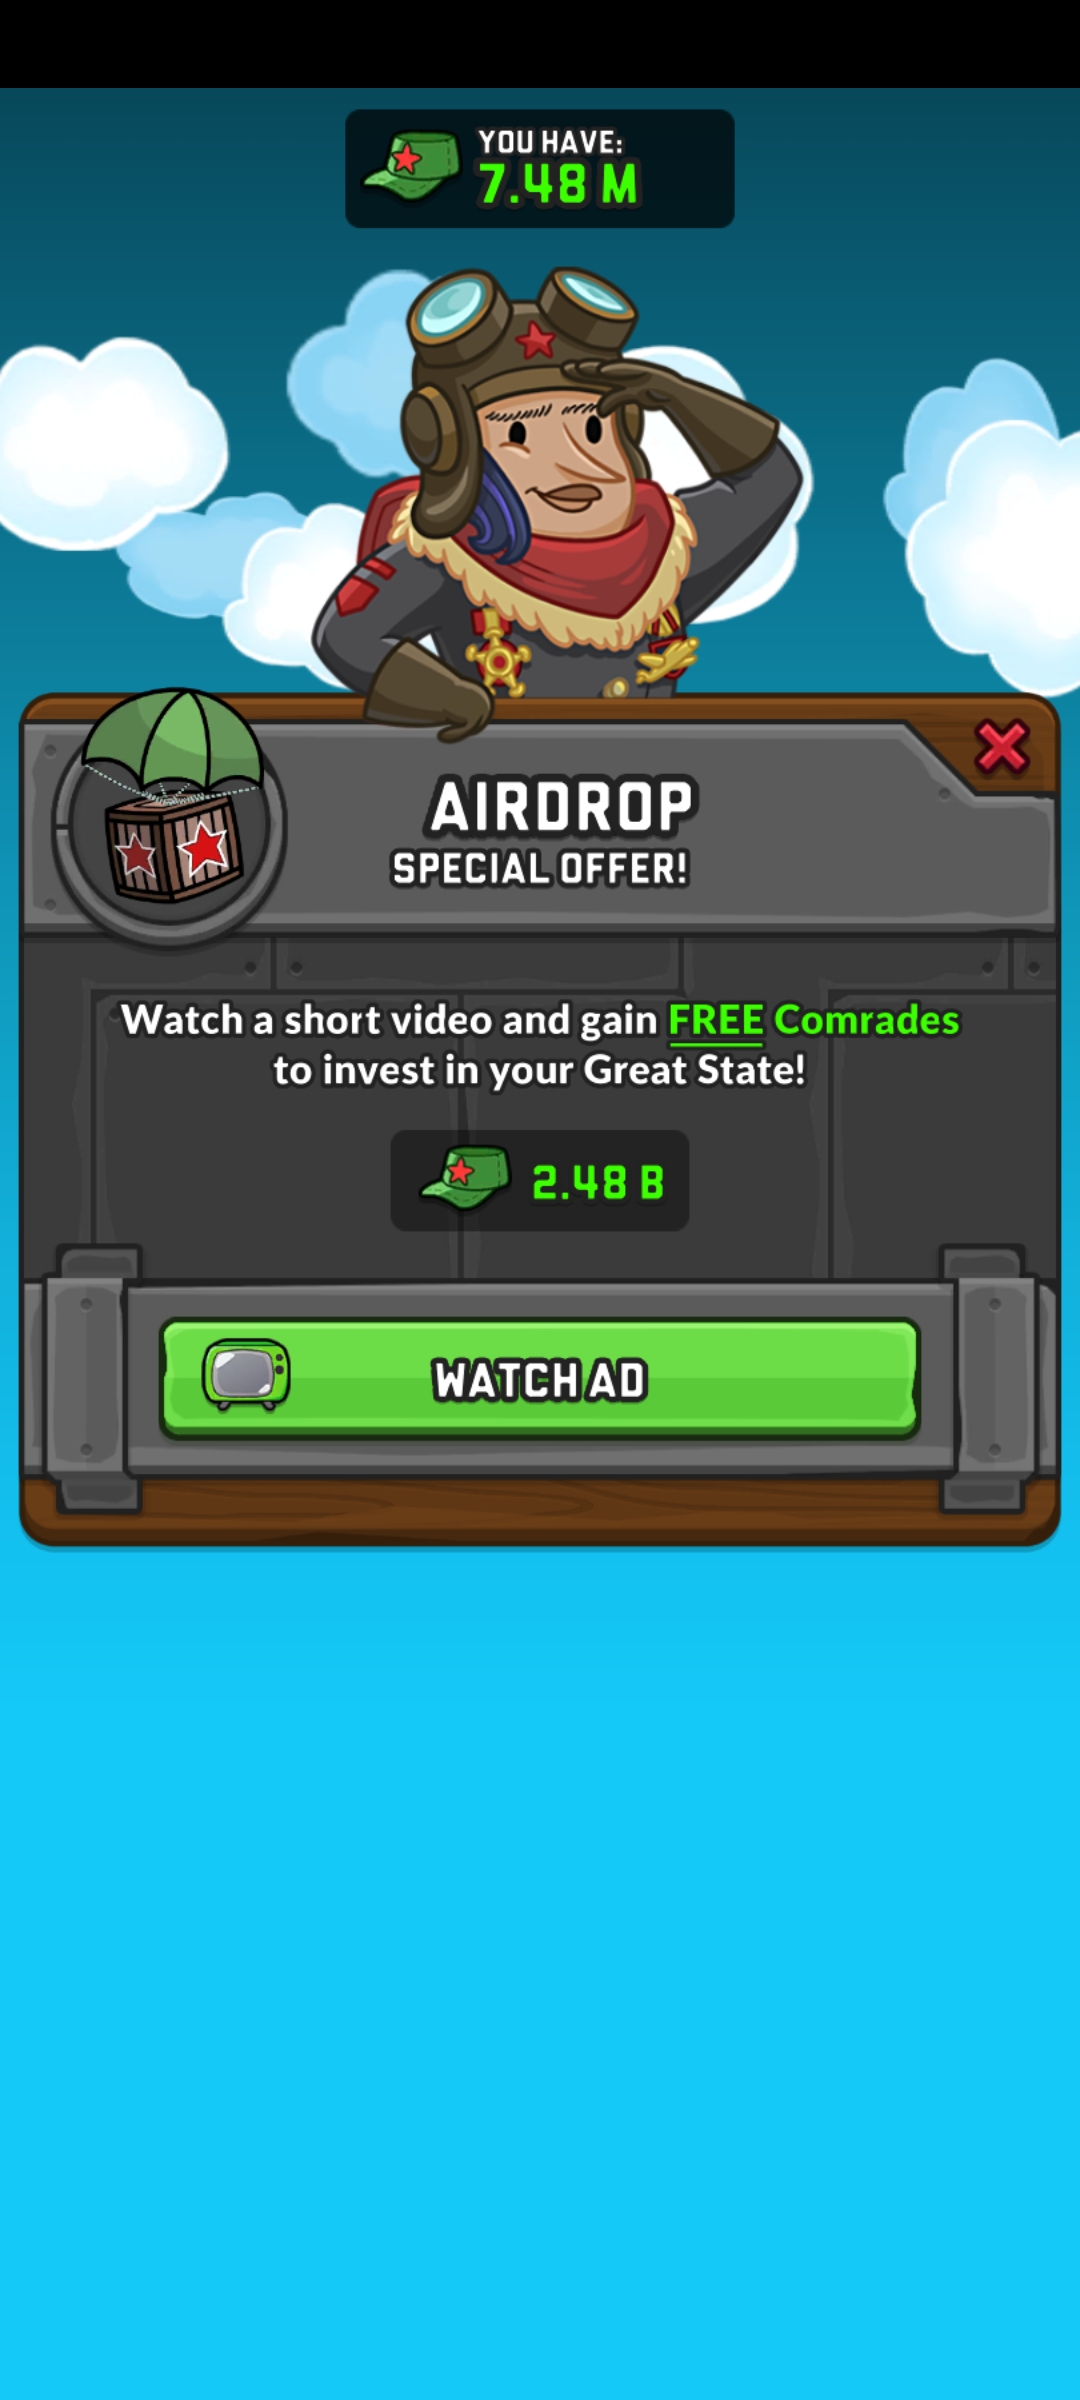 YOU HAVE:
7.48 M
AIRDROP
SPECIAL OFFER!
Watch a short video and gain FREE Comrades
to invest in your Great State!
2.48 B
WATCH AD